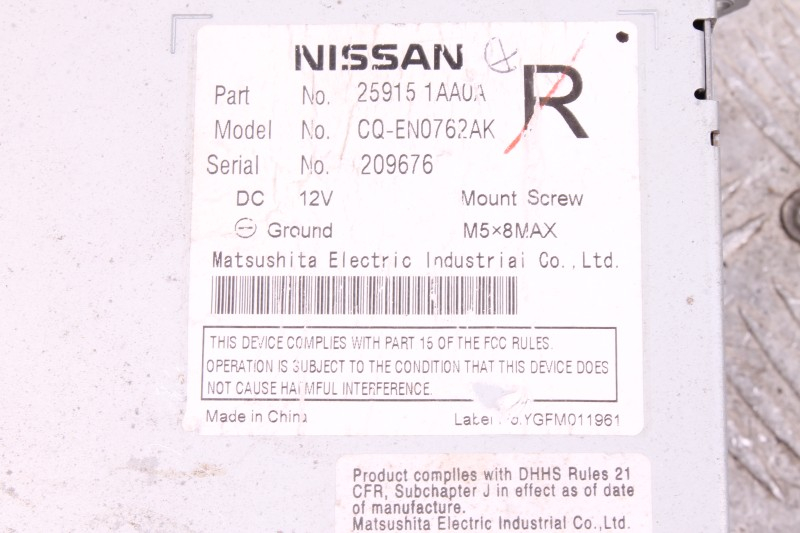 NISSAN
R
Part No. 25915 1AA0A
Model No. CQ-EN0762AK
Serial No. 209676
DC 12V Mount Screw
Ground M5×8MAX
Matsushita Electric Industrial Co.,Ltd.
THIS DEVICE COMPLIES WITH PART 15 OF THE FCC RULES.
OPERATION IS SUBJECT TO THE CONDITION THAT THIS DEVICE DOES
NOT CAUSE HARMFUL INTERFERENCE.
Made in China Label YGFM011961
Product complies with DHHS Rules 21
CFR, Subchapter J in effect as of date
of manufacture.
Matsushita Electric Industrial Co.,Ltd.